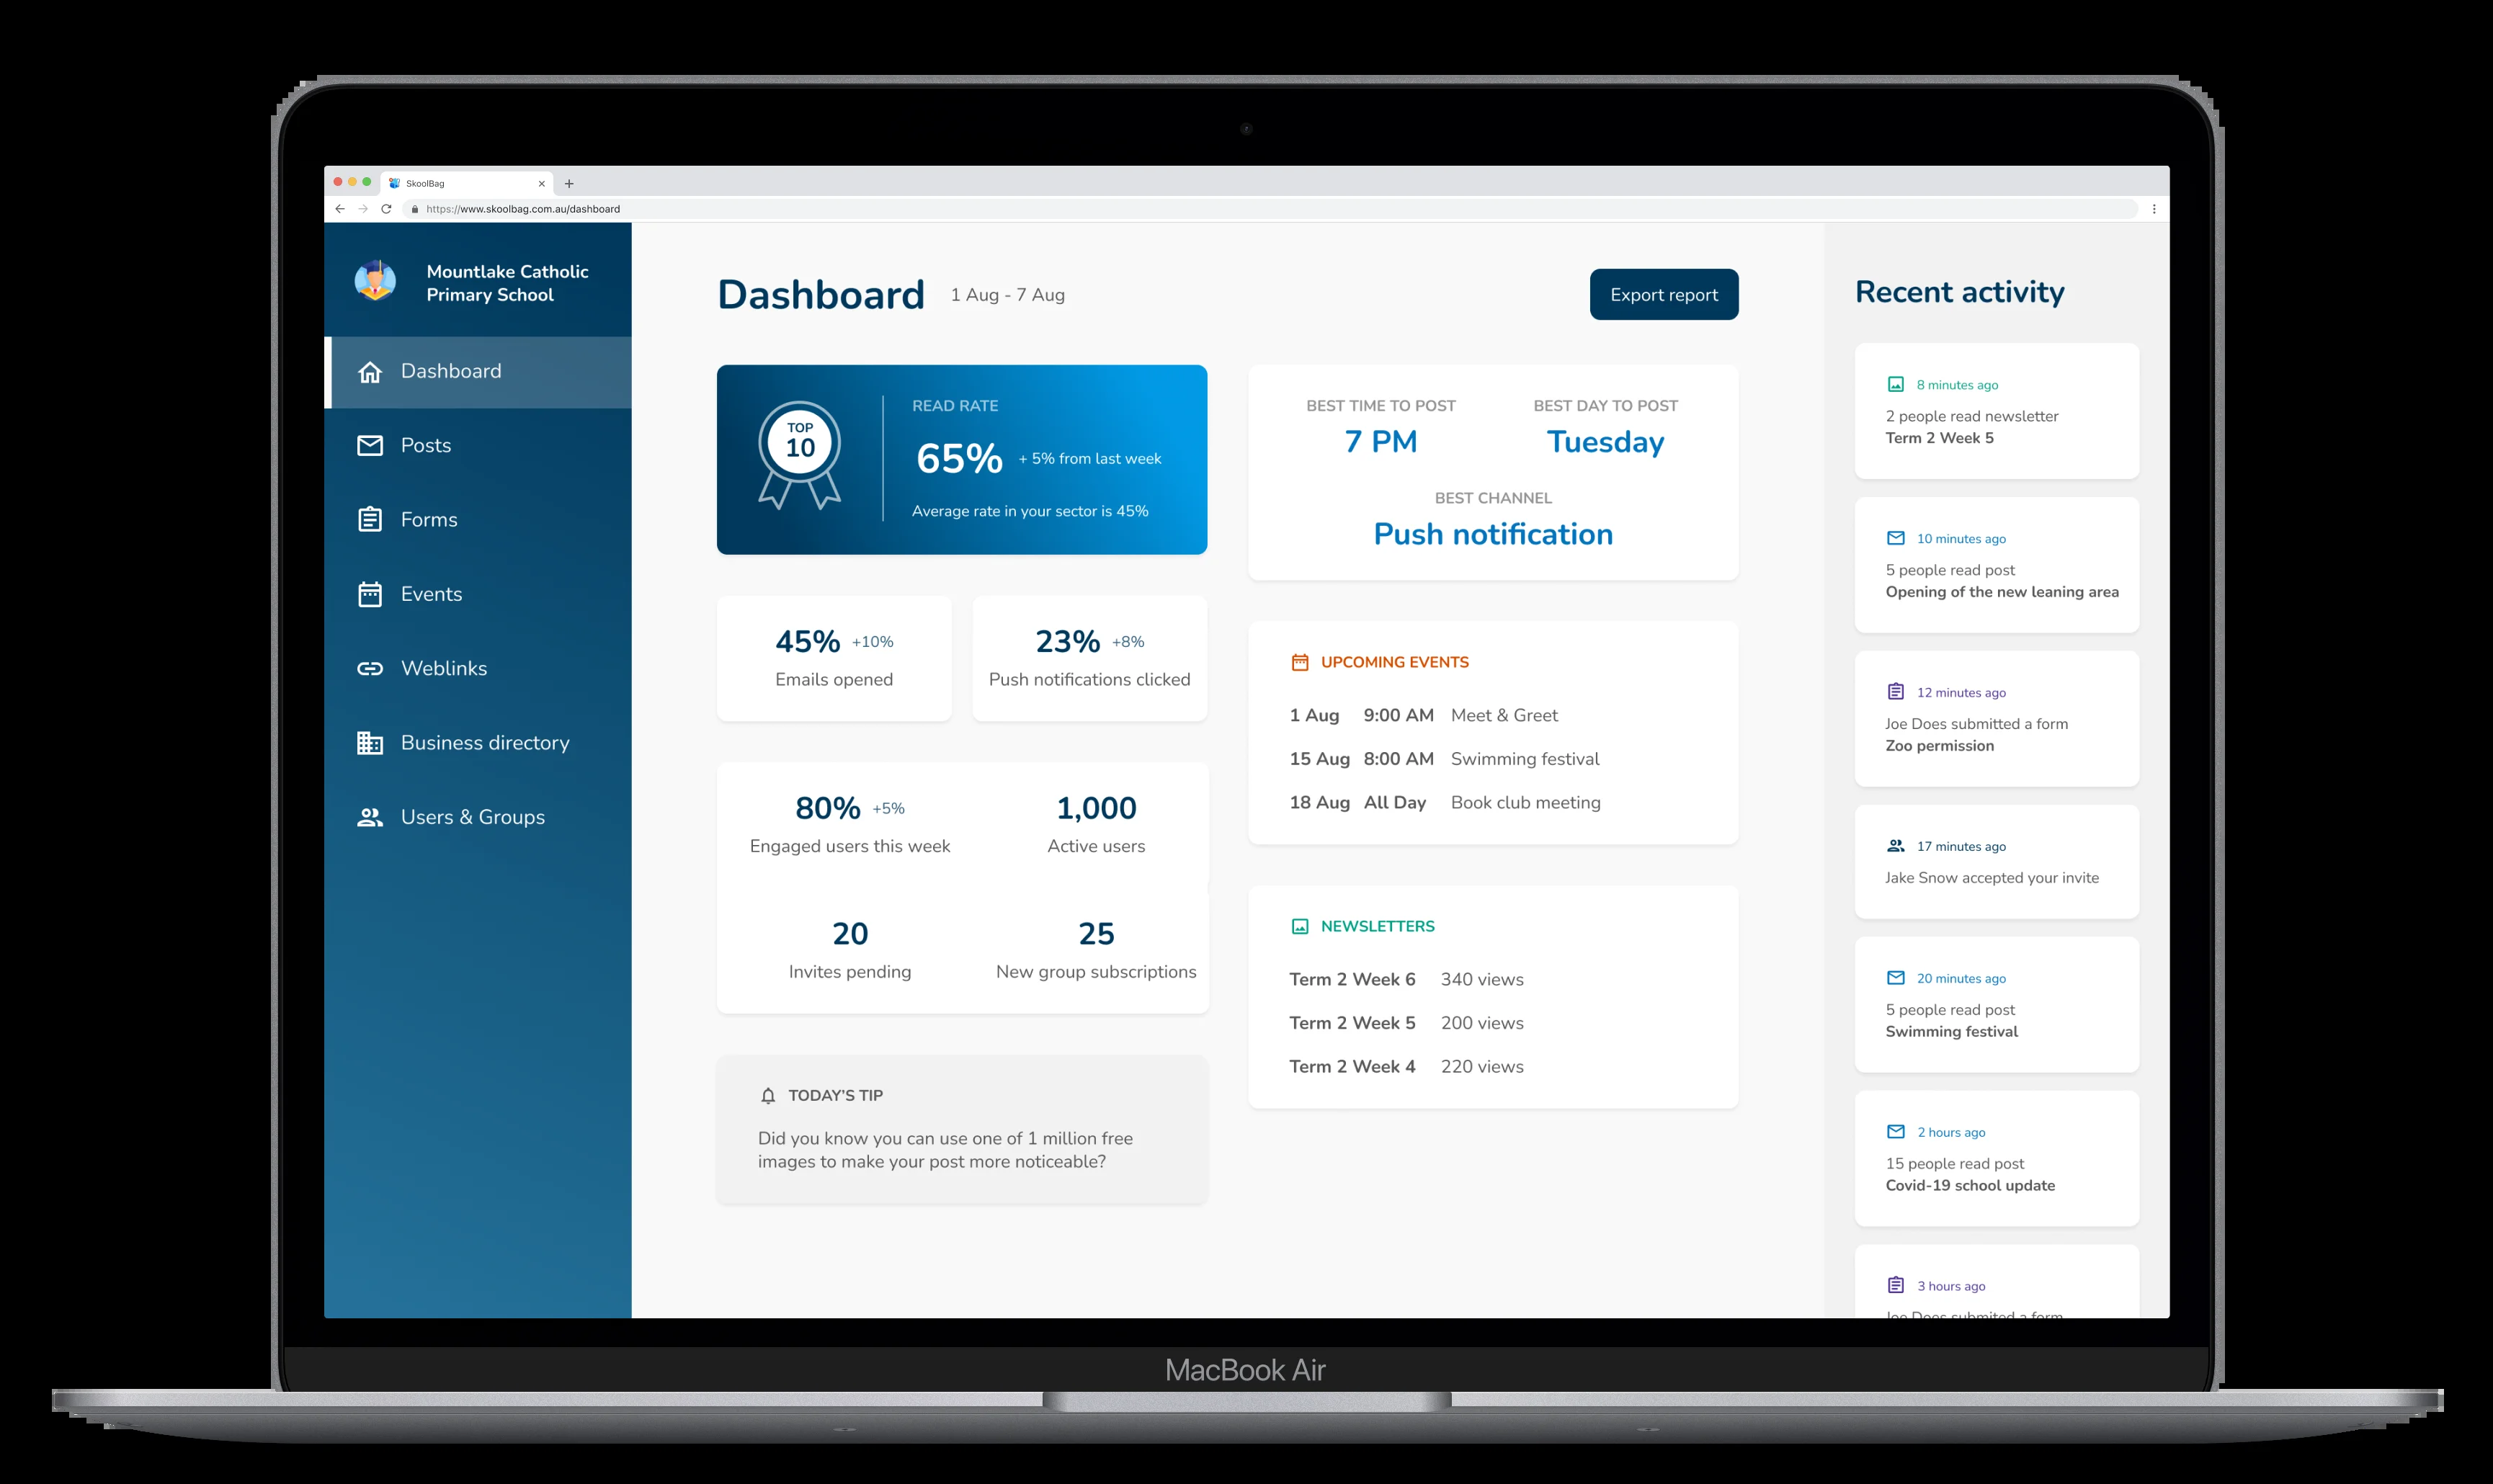 SkoolBag
https://www.skoolbag.com.au/dashboard
Mountlake Catholic
Primary School
Dashboard
Posts
Forms
Events
Weblinks
Business directory
Users & Groups
Dashboard 1 Aug - 7 Aug
Export report
TOP
10
READ RATE
65% + 5% from last week
Average rate in your sector is 45%
45% +10%
Emails opened
23% +8%
Push notifications clicked
80% +5%
Engaged users this week
1,000
Active users
20
Invites pending
25
New group subscriptions
TODAY'S TIP
Did you know you can use one of 1 million free
images to make your post more noticeable?
BEST TIME TO POST
7 PM
BEST DAY TO POST
Tuesday
BEST CHANNEL
Push notification
UPCOMING EVENTS
1 Aug 9:00 AM Meet & Greet
15 Aug 8:00 AM Swimming festival
18 Aug All Day Book club meeting
NEWSLETTERS
Term 2 Week 6 340 views
Term 2 Week 5 200 views
Term 2 Week 4 220 views
Recent activity
8 minutes ago
2 people read newsletter
Term 2 Week 5
10 minutes ago
5 people read post
Opening of the new leaning area
12 minutes ago
Joe Does submitted a form
Zoo permission
17 minutes ago
Jake Snow accepted your invite
20 minutes ago
5 people read post
Swimming festival
2 hours ago
15 people read post
Covid-19 school update
3 hours ago
Joe Does submited a form
MacBook Air